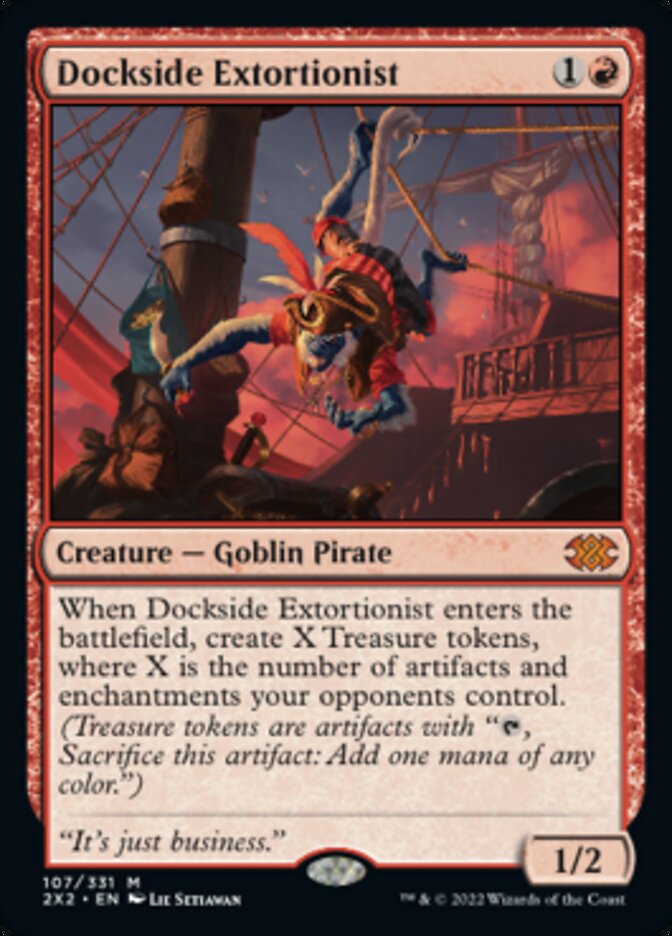 Dockside Extortionist 1
Creature — Goblin Pirate
When Dockside Extortionist enters the
battlefield, create X Treasure tokens,
where X is the number of artifacts and
enchantments your opponents control.
(Treasure tokens are artifacts with “,
Sacrifice this artifact: Add one mana of any
color.”)
“It’s just business.”
1/2
107/331 M
2X2 • EN Lie Setiawan
™ & © 2022 Wizards of the Coast